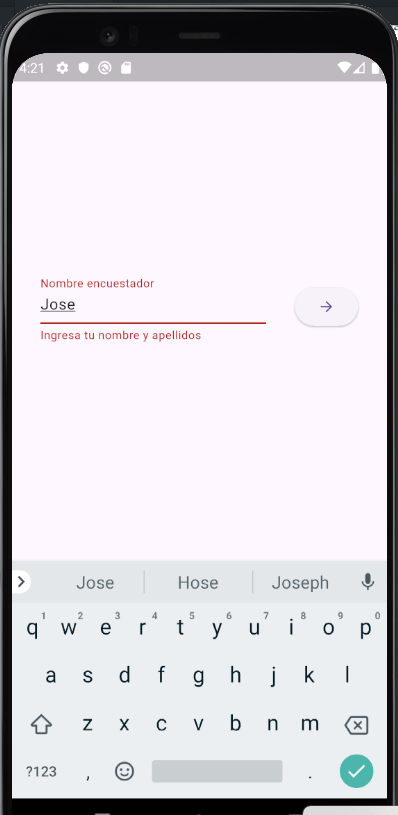 4:21
Nombre encuestador
Jose
Ingresa tu nombre y apellidos
Jose Hose Joseph
q1 w2 e3 r4 t5 y6 u7 i8 o9 p0
a s d f g h j k l
z x c v b n m
?123 , .